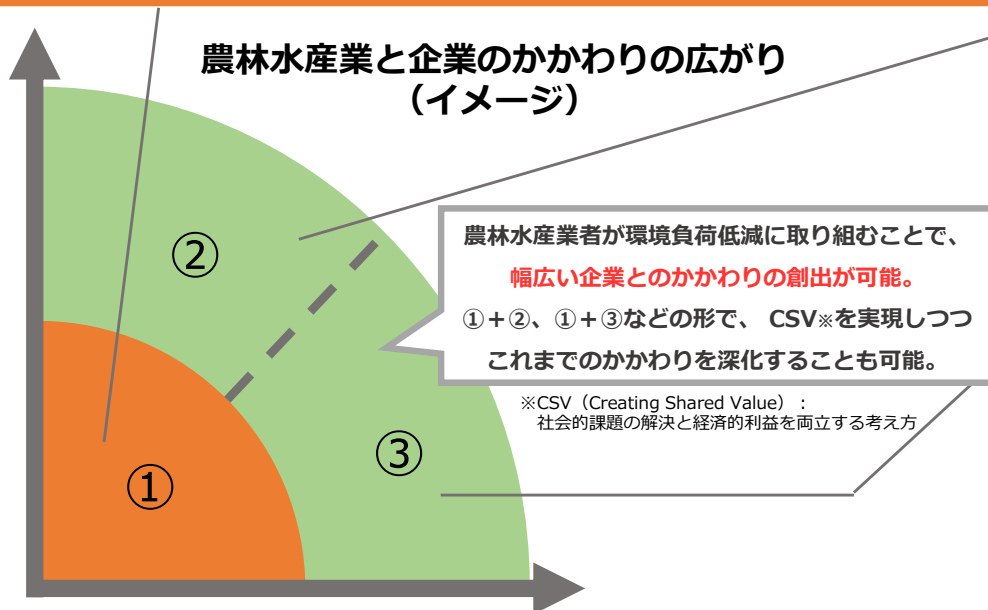 農林水産業と企業のかかわりの広がり
（イメージ）
②
農林水産業者が環境負荷低減に取り組むことで、
幅広い企業とのかかわりの創出が可能。
①＋②、①＋③などの形で、 CSV※を実現しつつ
これまでのかかわりを深化することも可能。
※CSV（Creating Shared Value）：
社会的課題の解決と経済的利益を両立する考え方
③
①